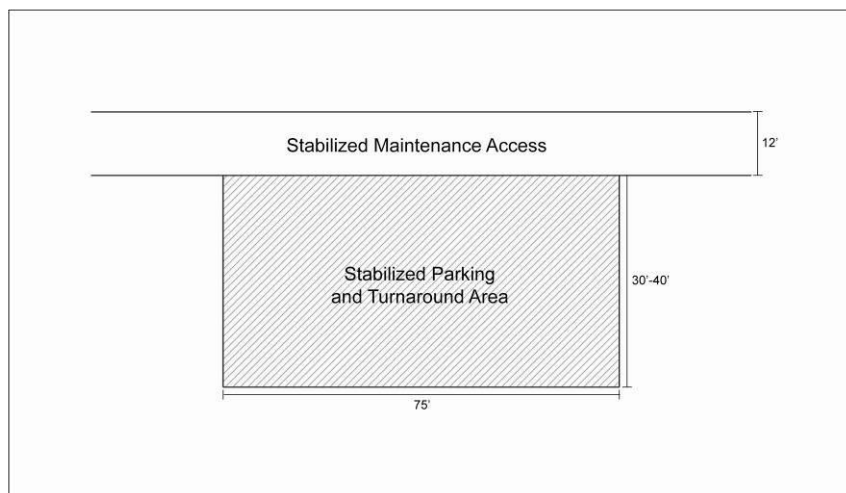 Stabilized Maintenance Access
12'
Stabilized Parking
and Turnaround Area
30'-40'
75'